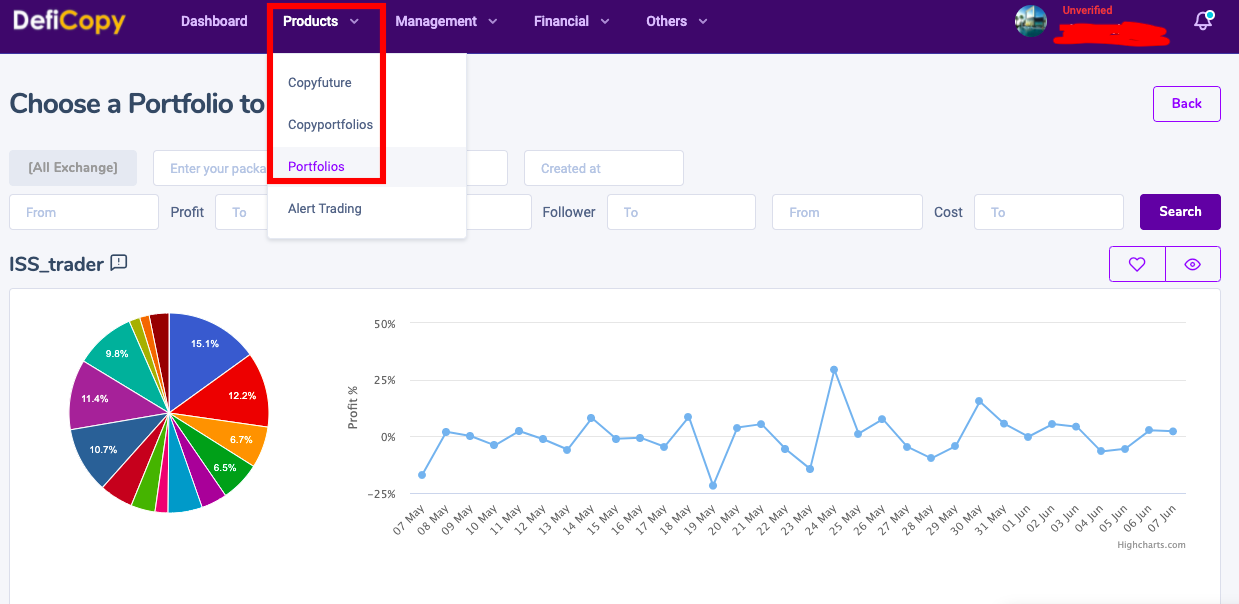 DefiCopy
Dashboard
Products
Management
Financial
Others
Unverified
Copyfuture
Copyportfolios
Portfolios
Alert Trading
Choose a Portfolio to
Back
[All Exchange]
Enter your packa
Created at
From
Profit
To
Follower
To
From
Cost
To
Search
ISS_trader
15.1%
12.2%
6.7%
6.5%
10.7%
11.4%
9.8%
Profit %
50%
25%
0%
−25%
07 May
08 May
09 May
10 May
11 May
12 May
13 May
14 May
15 May
16 May
17 May
18 May
19 May
20 May
21 May
22 May
23 May
24 May
25 May
26 May
27 May
28 May
29 May
30 May
31 May
01 Jun
02 Jun
03 Jun
04 Jun
05 Jun
06 Jun
07 Jun
Highcharts.com